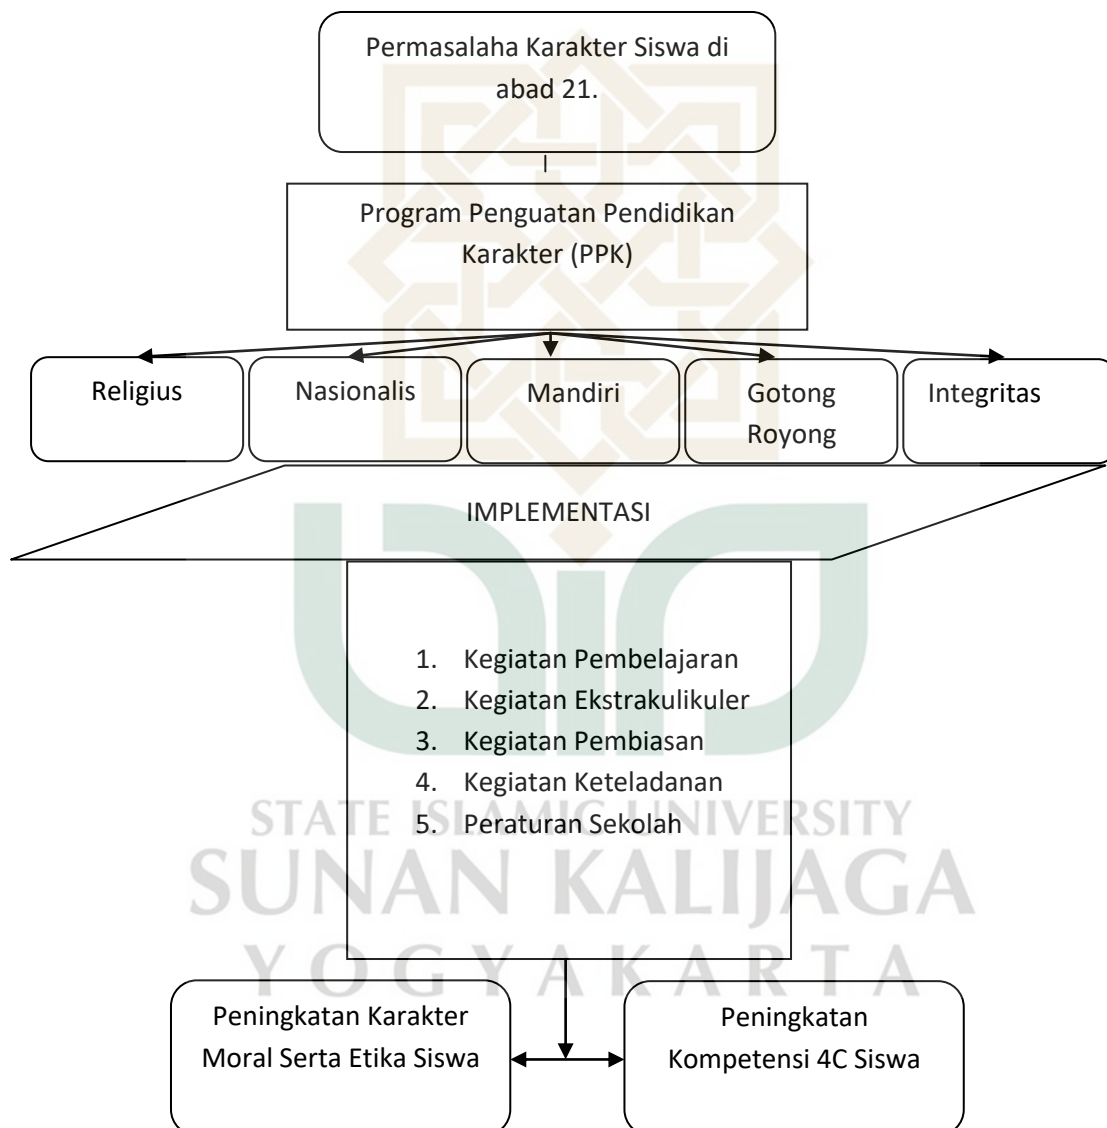 Permasalaha Karakter Siswa di
abad 21.
Program Penguatan Pendidikan
Karakter (PPK)
Religius
Nasionalis
Mandiri
Gotong
Royong
Integritas
IMPLEMENTASI
1. Kegiatan Pembelajaran
2. Kegiatan Ekstrakulikuler
3. Kegiatan Pembiasan
4. Kegiatan Keteladanan
5. Peraturan Sekolah
STATE ISLAMIC UNIVERSITY
SUNAN KALIJAGA
YOGYAKARTA
Peningkatan Karakter
Moral Serta Etika Siswa
Peningkatan
Kompetensi 4C Siswa